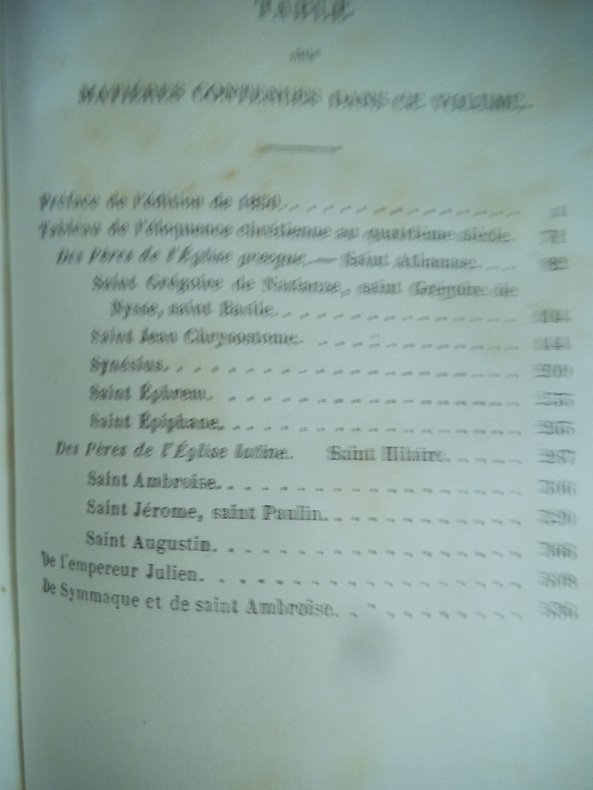 TABLE
DES
MATIÈRES CONTENUES DANS CE VOLUME.
Préface de l'édition de
Tableau de l'éloquence chrétienne au quatrième siècle.
Des Pères de l'Église grecque. — Saint Athanase
Saint Grégoire de Nazianze, saint Grégoire de
Nysse, saint Basile
Saint Jean Chrysostome
Synésius
Saint Éphrem
Saint Épiphane
Des Pères de l'Église latine. Saint Hilaire
Saint Ambroise
Saint Jérome, saint Paulin
Saint Augustin
De l'empereur Julien
De Symmaque et de saint Ambroise